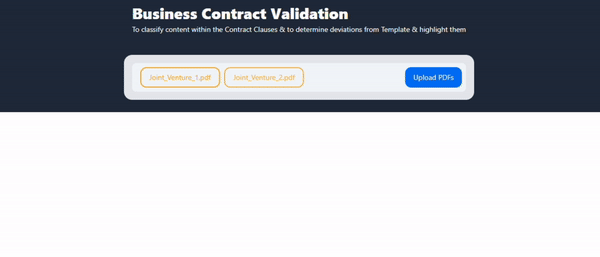 Business Contract Validation
To classify content within the Contract Clauses & to determine deviations from Template & highlight them
Joint_Venture_1.pdf Joint_Venture_2.pdf Upload PDFs